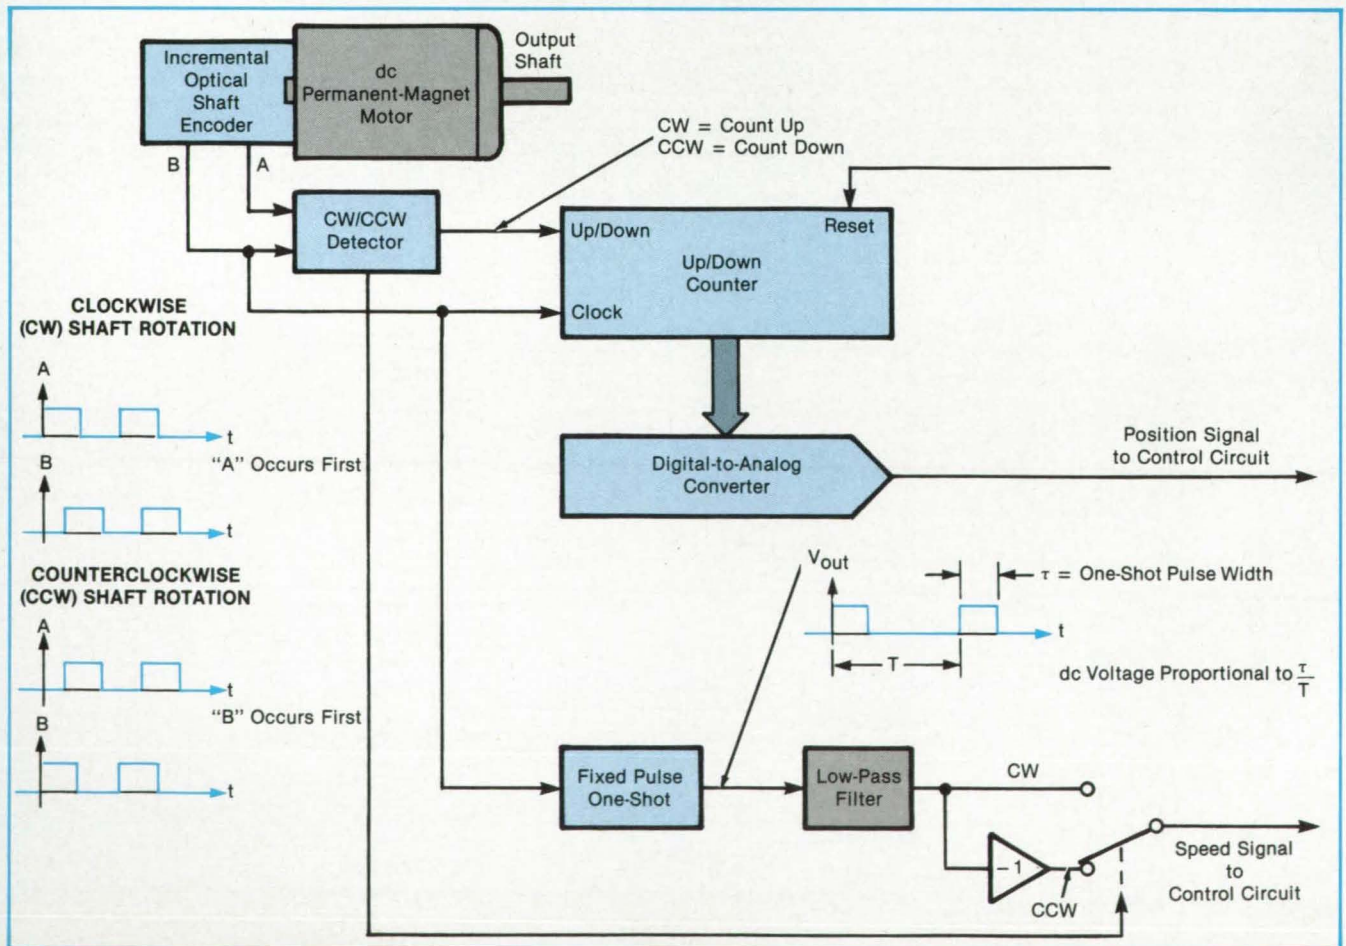 Incremental
Optical
Shaft
Encoder
dc
Permanent-Magnet
Motor
Output
Shaft
B
A
CW = Count Up
CCW = Count Down
CW/CCW
Detector
Up/Down
Reset
Up/Down
Counter
Clock
CLOCKWISE
(CW) SHAFT ROTATION
A
t
"A" Occurs First
B
t
Digital-to-Analog
Converter
Position Signal
to Control Circuit
COUNTERCLOCKWISE
(CCW) SHAFT ROTATION
A
t
"B" Occurs First
B
t
Vout
τ = One-Shot Pulse Width
t
T
dc Voltage Proportional to τ/T
Fixed Pulse
One-Shot
Low-Pass
Filter
CW
−1
CCW
Speed Signal
to
Control Circuit